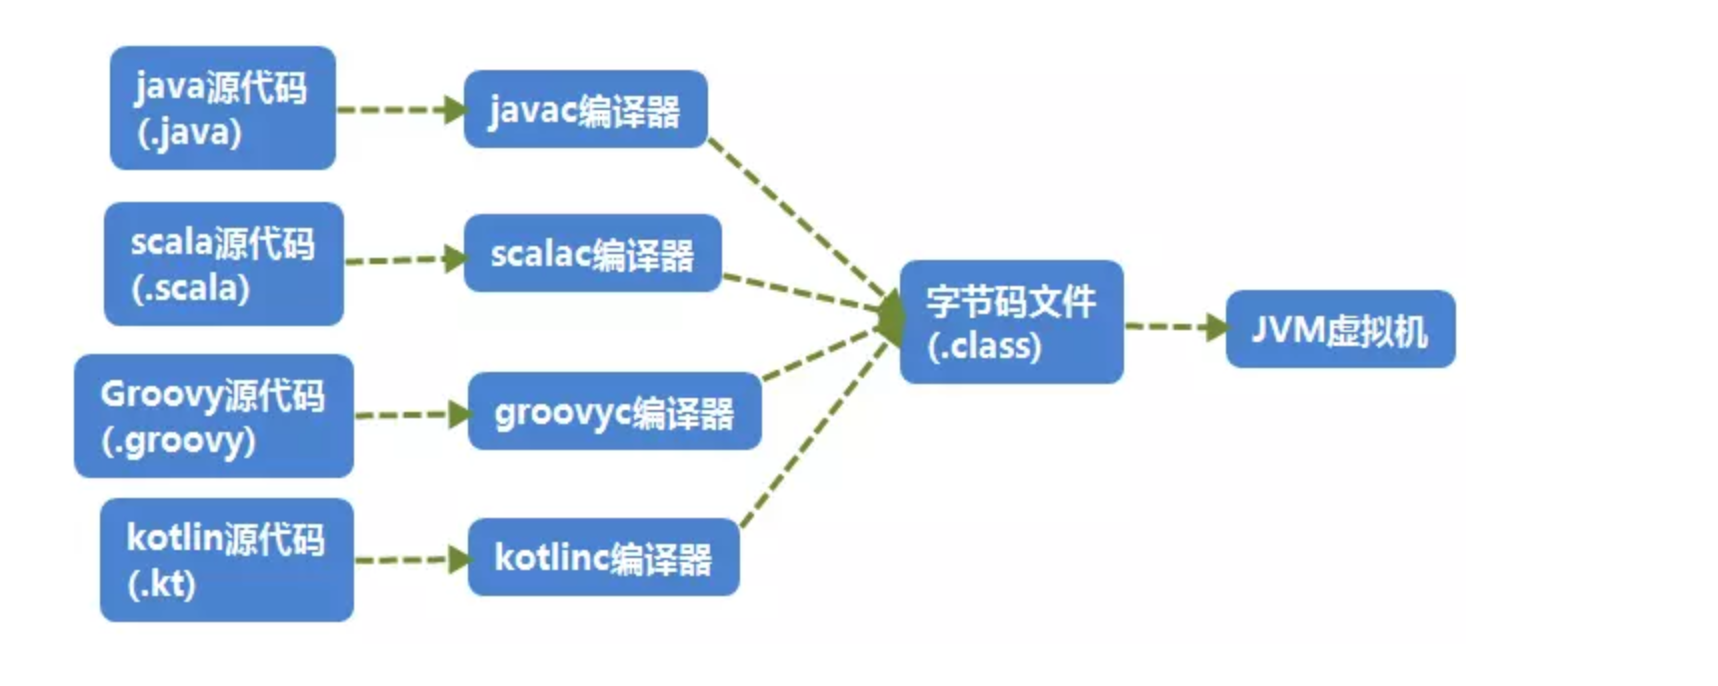 java源代码
(.java)
javac编译器
scala源代码
(.scala)
scalac编译器
Groovy源代码
(.groovy)
groovyc编译器
kotlin源代码
(.kt)
kotlinc编译器
字节码文件
(.class)
JVM虚拟机